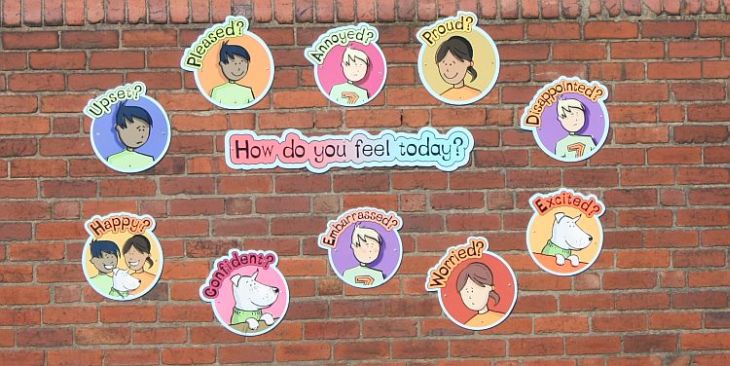 Pleased?
Annoyed?
Proud?
Upset?
Disappointed?
How do you feel today?
Happy?
Confident?
Embarrassed?
Worried?
Excited?